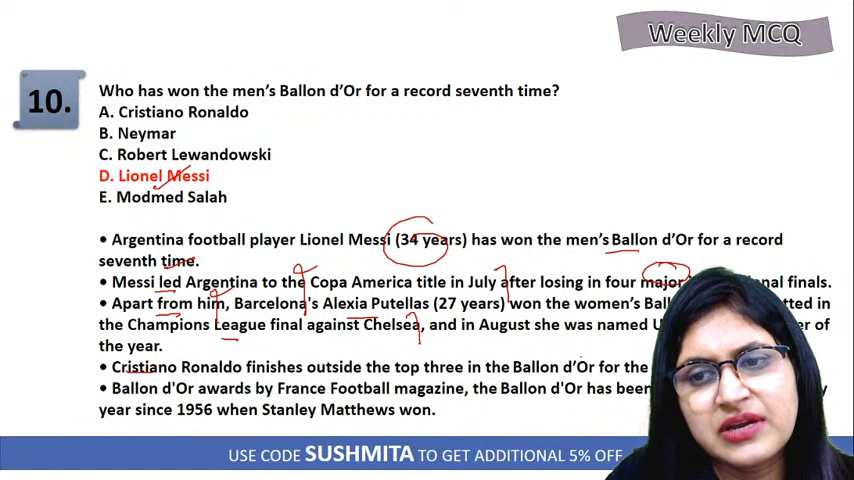 Weekly MCQ
10.
Who has won the men's Ballon d'Or for a record seventh time?
A. Cristiano Ronaldo
B. Neymar
C. Robert Lewandowski
D. Lionel Messi
E. Modmed Salah
• Argentina football player Lionel Messi (34 years) has won the men's Ballon d'Or for a record
seventh time.
• Messi led Argentina to the Copa America title in July after losing in four major finals.
• Apart from him, Barcelona's Alexia Putellas (27 years) won the women's in
the Champions League final against Chelsea, and in August she was named of
the year.
• Cristiano Ronaldo finishes outside the top three in the Ballon d'Or for the
• Ballon d'Or awards by France Football magazine, the Ballon d'Or has been
year since 1956 when Stanley Matthews won.
USE CODE SUSHMITA TO GET ADDITIONAL 5% OFF